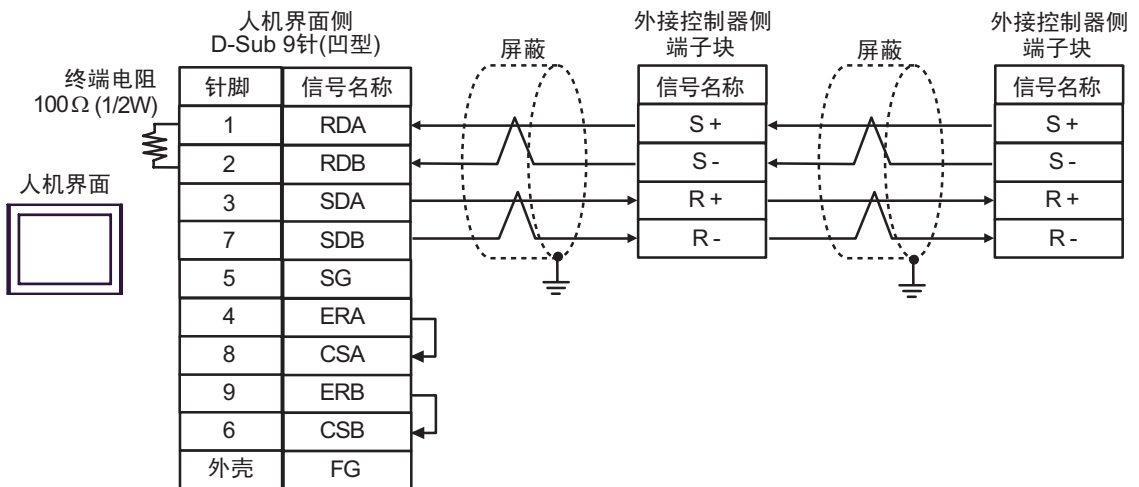 人机界面侧
D-Sub 9针(凹型)
外接控制器侧
端子块
外接控制器侧
端子块
屏蔽
屏蔽
终端电阻
100Ω (1/2W)
人机界面
针脚 信号名称
1 RDA
2 RDB
3 SDA
7 SDB
5 SG
4 ERA
8 CSA
9 ERB
6 CSB
外壳 FG
信号名称
S +
S -
R +
R -
信号名称
S +
S -
R +
R -